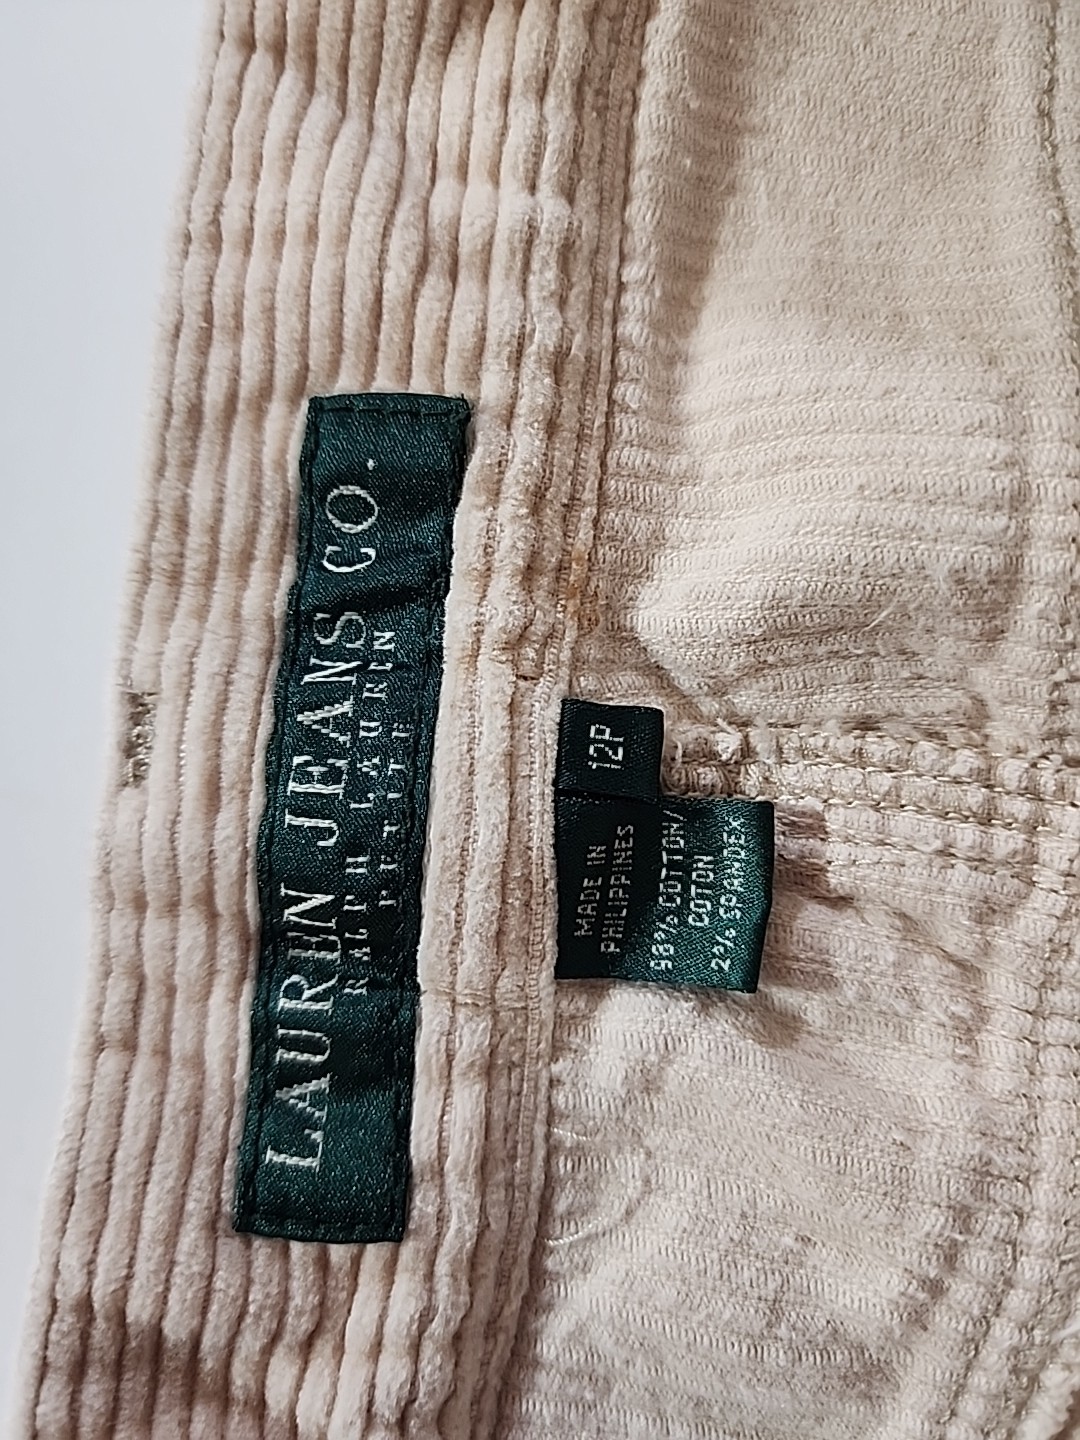 LAUREN JEANS CO.
RALPH LAUREN
PETITE
12P
MADE IN
PHILIPPINES
98% COTTON/
COTON
2% SPANDEX